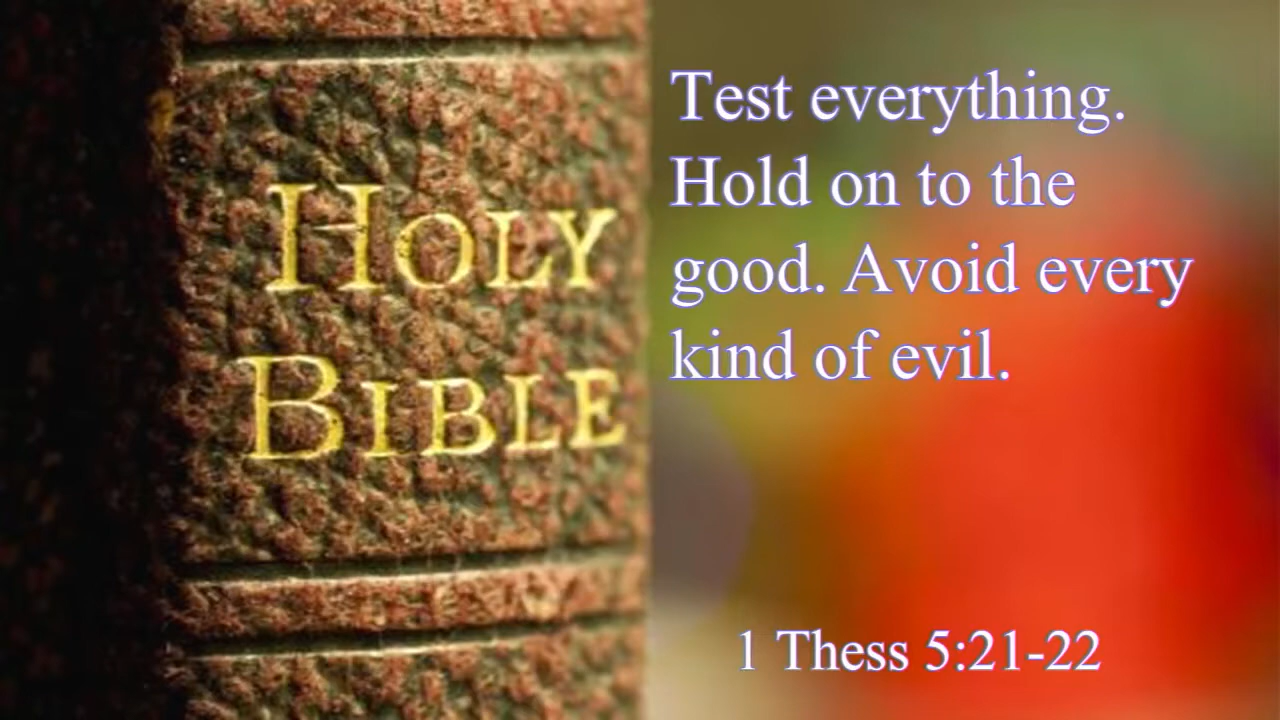 HOLY
BIBLE
Test everything.
Hold on to the
good. Avoid every
kind of evil.
1 Thess 5:21-22